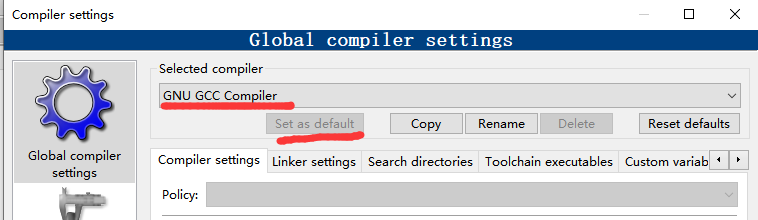 Compiler settings
Global compiler settings
Selected compiler
GNU GCC Compiler
Set as default
Copy
Rename
Delete
Reset defaults
Global compiler
settings
Compiler settings
Linker settings
Search directories
Toolchain executables
Custom variab
Policy: